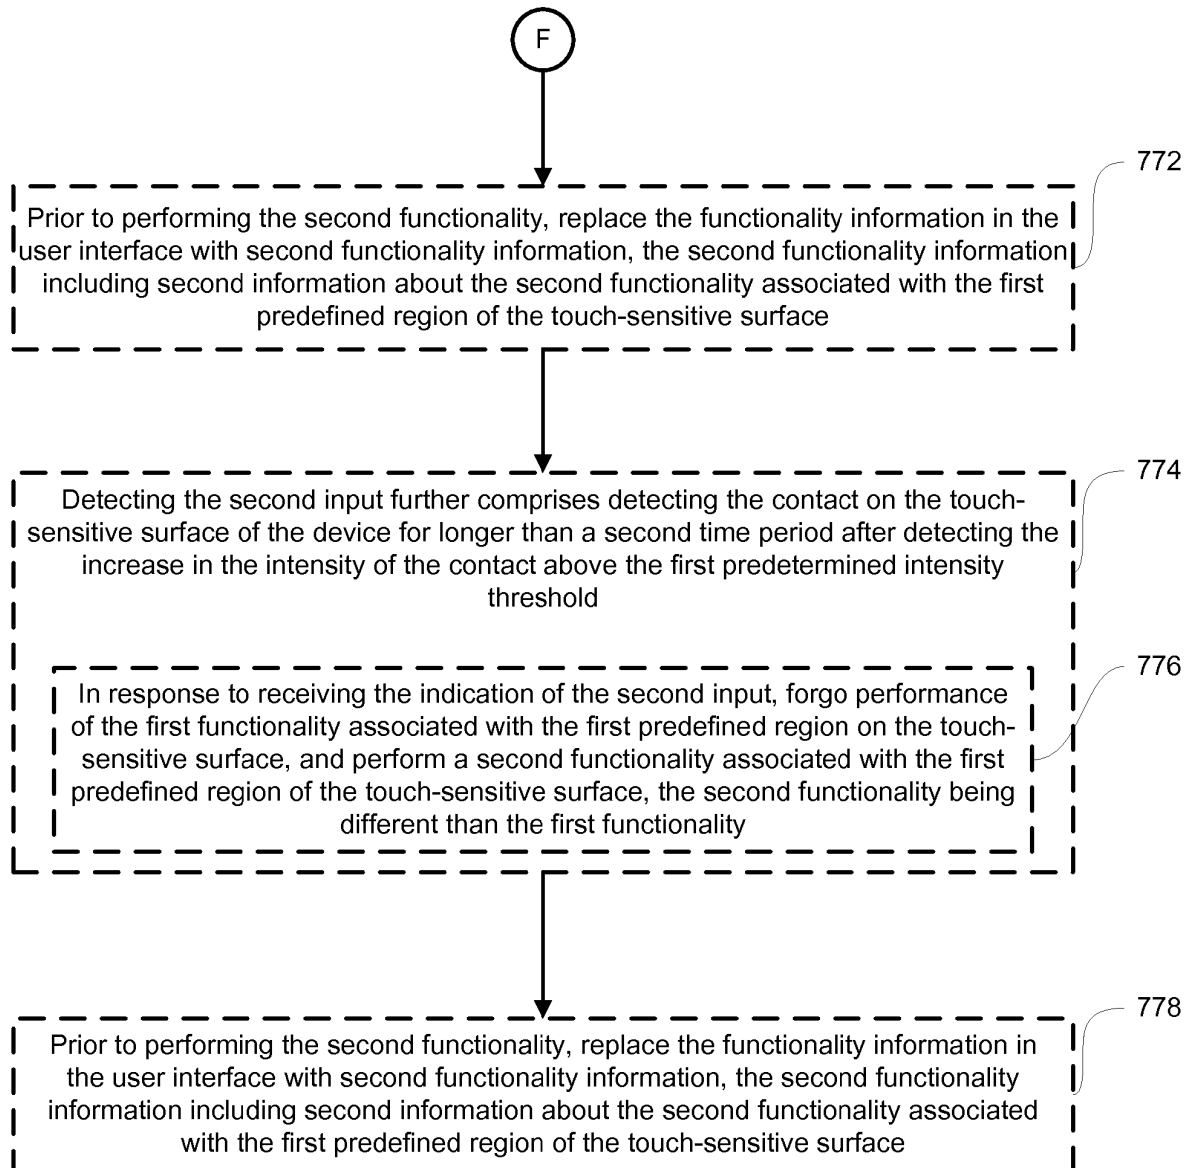 F
772
Prior to performing the second functionality, replace the functionality information in the
user interface with second functionality information, the second functionality information
including second information about the second functionality associated with the first
predefined region of the touch-sensitive surface
774
Detecting the second input further comprises detecting the contact on the touch-
sensitive surface of the device for longer than a second time period after detecting the
increase in the intensity of the contact above the first predetermined intensity
threshold
776
In response to receiving the indication of the second input, forgo performance
of the first functionality associated with the first predefined region on the touch-
sensitive surface, and perform a second functionality associated with the first
predefined region of the touch-sensitive surface, the second functionality being
different than the first functionality
778
Prior to performing the second functionality, replace the functionality information in
the user interface with second functionality information, the second functionality
information including second information about the second functionality associated
with the first predefined region of the touch-sensitive surface